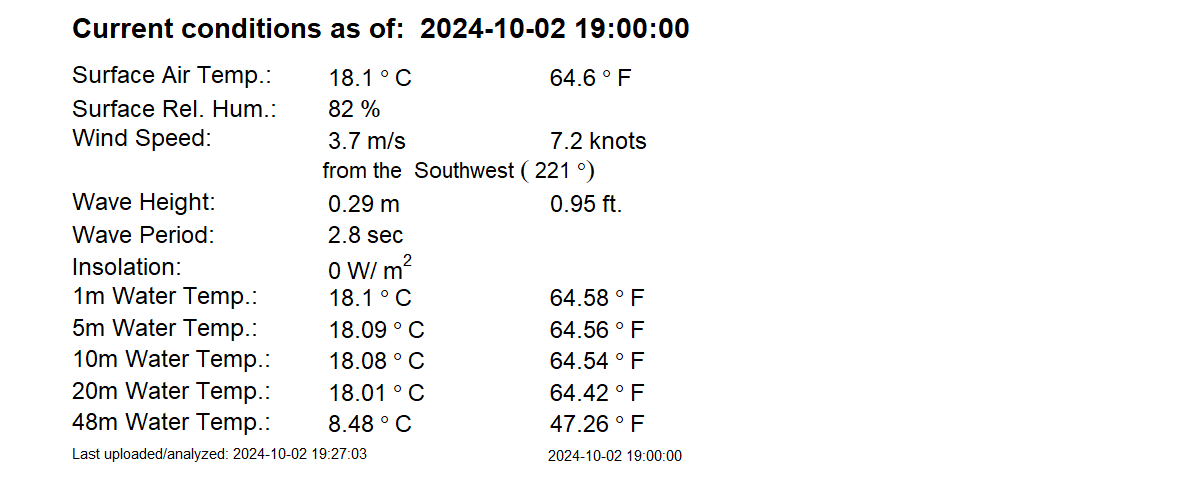 Current conditions as of: 2024-10-02 19:00:00
Surface Air Temp.: 18.1 ° C 64.6 ° F
Surface Rel. Hum.: 82 %
Wind Speed: 3.7 m/s 7.2 knots
from the Southwest ( 221 °)
Wave Height: 0.29 m 0.95 ft.
Wave Period: 2.8 sec
Insolation: 0 W/ m²
1m Water Temp.: 18.1 ° C 64.58 ° F
5m Water Temp.: 18.09 ° C 64.56 ° F
10m Water Temp.: 18.08 ° C 64.54 ° F
20m Water Temp.: 18.01 ° C 64.42 ° F
48m Water Temp.: 8.48 ° C 47.26 ° F
Last uploaded/analyzed: 2024-10-02 19:27:03 2024-10-02 19:00:00